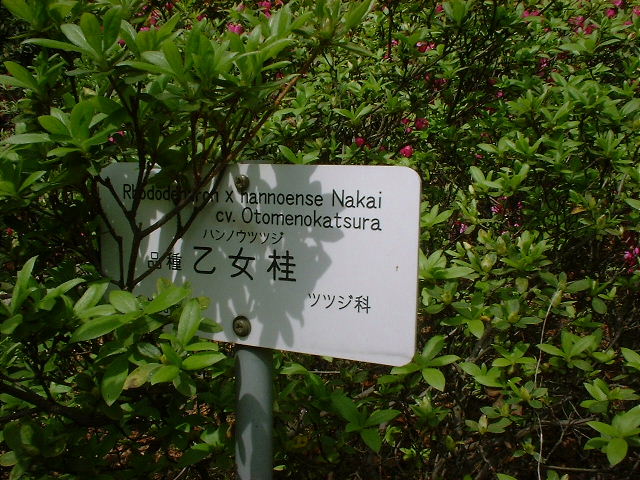 Rhododendron x hannoense Nakai
cv. Otomenokatsura
ハンノウツツジ
品種 乙女桂
ツツジ科